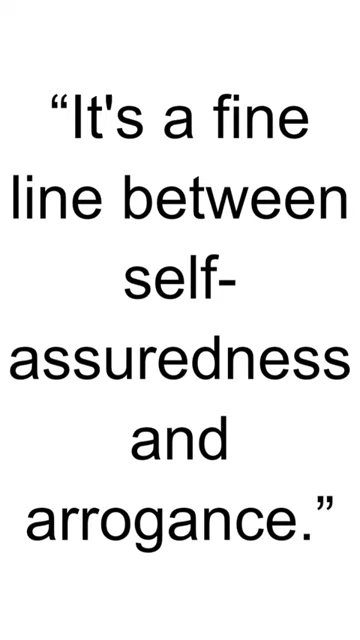 “It's a fine
line between
self-
assuredness
and
arrogance.”